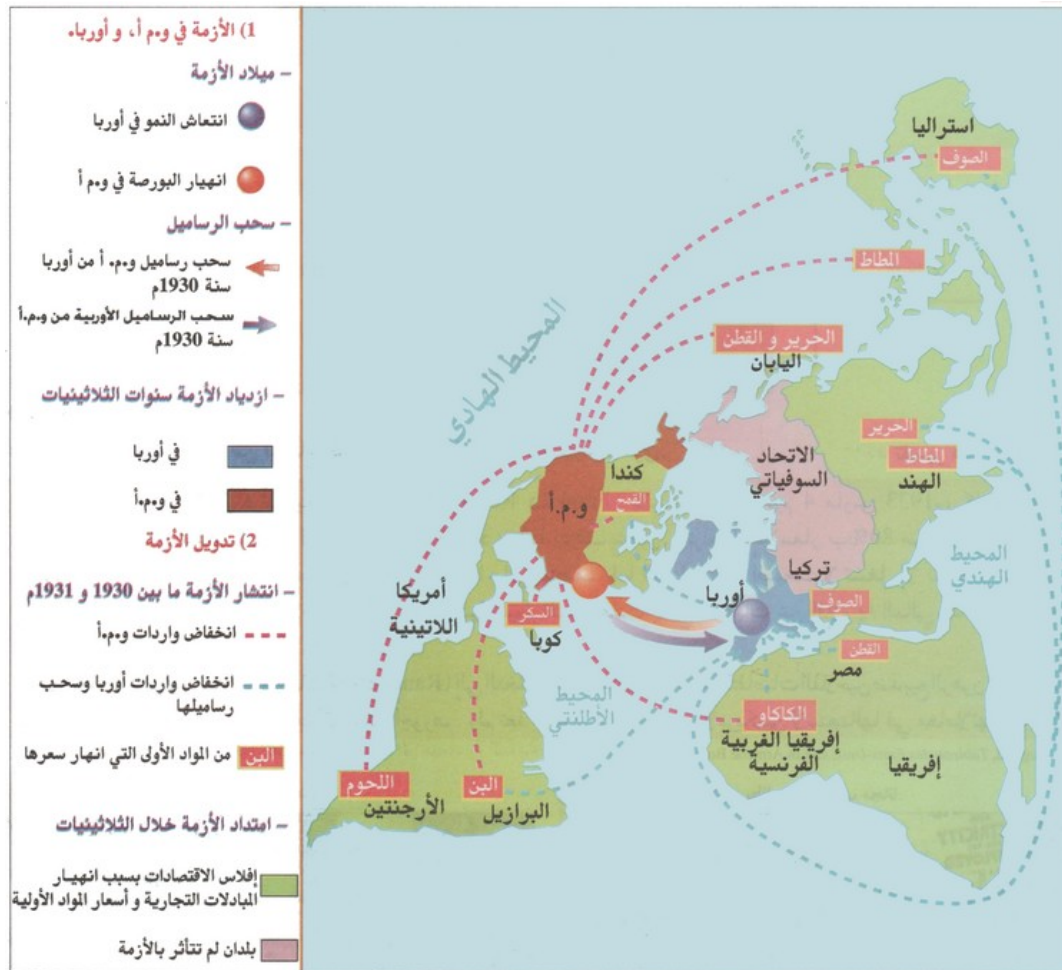 1) الأزمة في و.م أ، و أوربا.
- ميلاد الأزمة
انتعاش النمو في أوربا
انهيار البورصة في و.م أ
- سحب الرساميل
سحب رساميل و.م.أ من أوربا
سنة 1930م
سحب الرساميل الأوربية من و.م.أ
سنة 1930م
- ازدياد الأزمة سنوات الثلاثينيات
في أوربا
في و.م.أ
2) تدويل الأزمة
- انتشار الأزمة ما بين 1930 و 1931م
انخفاض واردات و.م.أ
انخفاض واردات أوربا وسحب
رساميلها
البن
من المواد الأولى التي انهار سعرها
- امتداد الأزمة خلال الثلاثينيات
إفلاس الاقتصادات بسبب انهيار
المبادلات التجارية و أسعار المواد الأولية
بلدان لم تتأثر بالأزمة
استراليا
الصوف
المطاط
الحرير و القطن
اليابان
المحيط الهادي
الحرير
المطاط
الهند
الاتحاد
السوفياتي
كندا
القمح
و.م.أ
المحيط
الهندي
تركيا
الصوف
أوربا
أمريكا
اللاتينية
السكر
كوبا
القطن
مصر
المحيط
الأطلنتي
الكاكاو
إفريقيا الغربية
الفرنسية
إفريقيا
اللحوم
الأرجنتين
البن
البرازيل